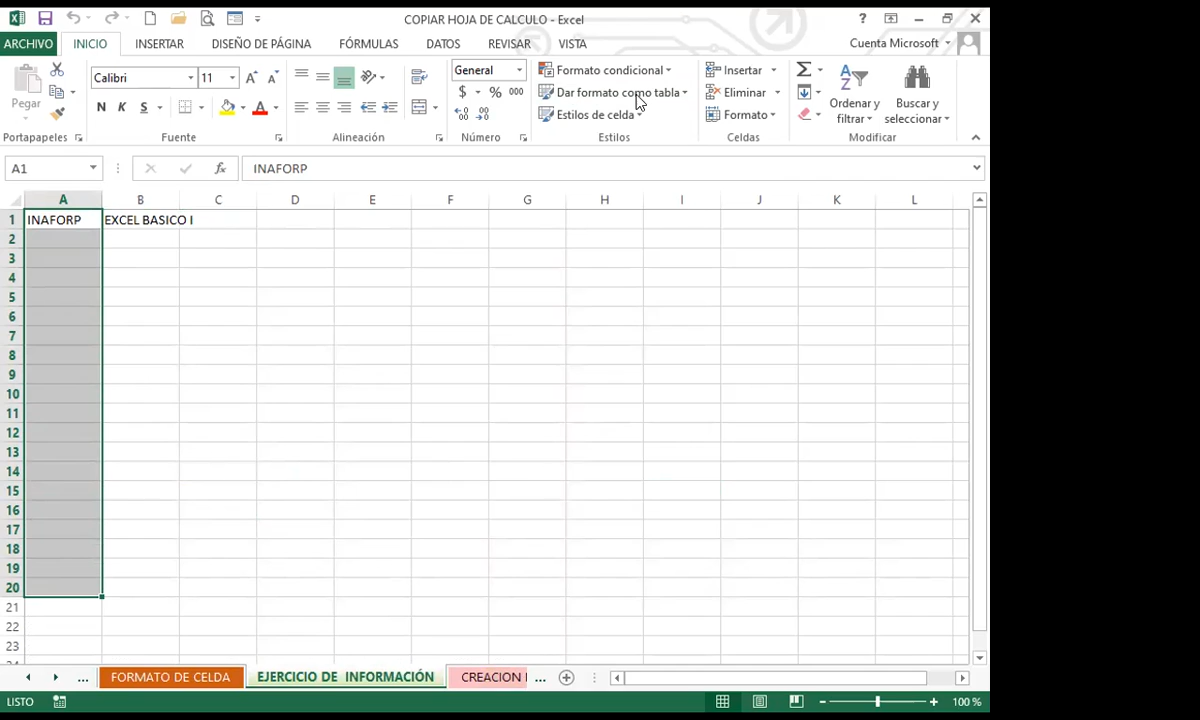 COPIAR HOJA DE CALCULO - Excel
?
ARCHIVO INICIO INSERTAR DISEÑO DE PÁGINA FÓRMULAS DATOS REVISAR VISTA Cuenta Microsoft
Pegar
Portapapeles
Calibri 11 A A
N K S A
Fuente
Alineación
General
$ % 000
Número
Formato condicional
Dar formato como tabla
Estilos de celda
Estilos
Insertar
Eliminar
Formato
Celdas
Σ
A
Z
Ordenar y
filtrar
Buscar y
seleccionar
Modificar
A1 fx INAFORP
A B C D E F G H I J K L
1 INAFORP EXCEL BASICO I
2
3
4
5
6
7
8
9
10
11
12
13
14
15
16
17
18
19
20
21
22
23
... FORMATO DE CELDA EJERCICIO DE INFORMACIÓN CREACION ...
LISTO 100 %